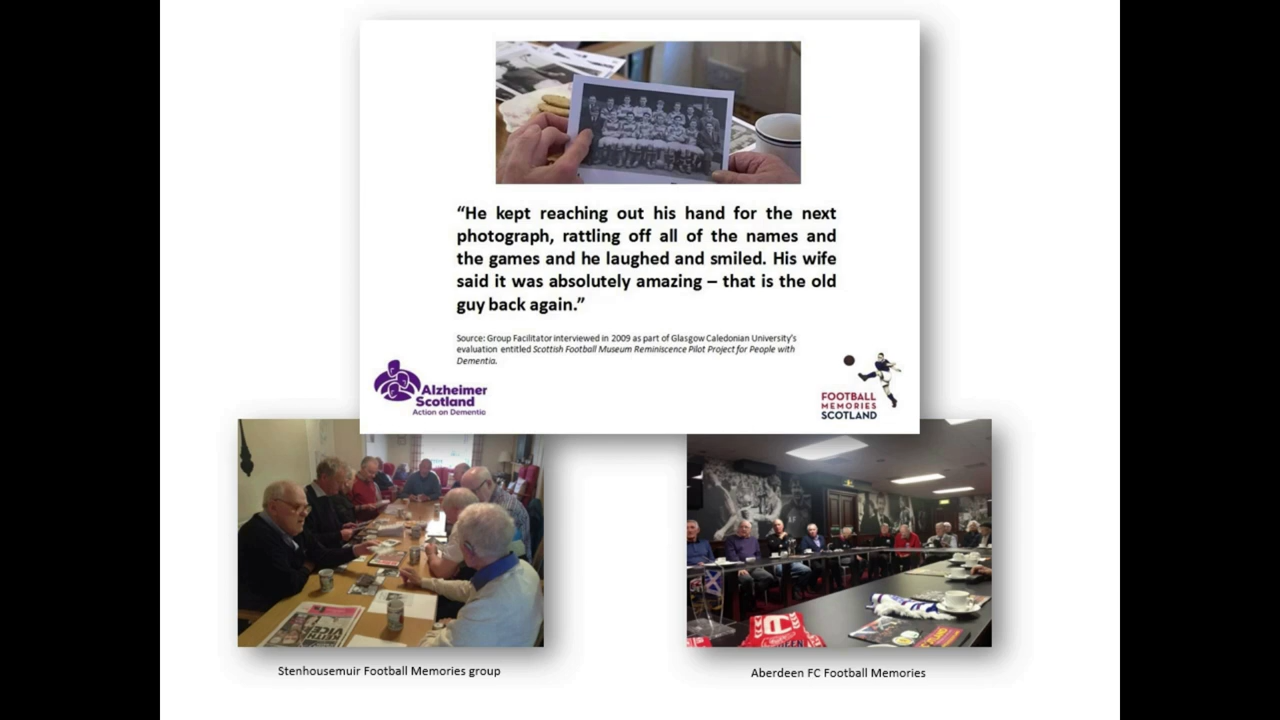 “He kept reaching out his hand for the next
photograph, rattling off all of the names and
the games and he laughed and smiled. His wife
said it was absolutely amazing – that is the old
guy back again.”
Source: Group Facilitator interviewed in 2009 as part of Glasgow Caledonian University’s
evaluation entitled Scottish Football Museum Reminiscence Pilot Project for People with
Dementia.
Alzheimer
Scotland
Action on Dementia
FOOTBALL
MEMORIES
SCOTLAND
Stenhousemuir Football Memories group
Aberdeen FC Football Memories